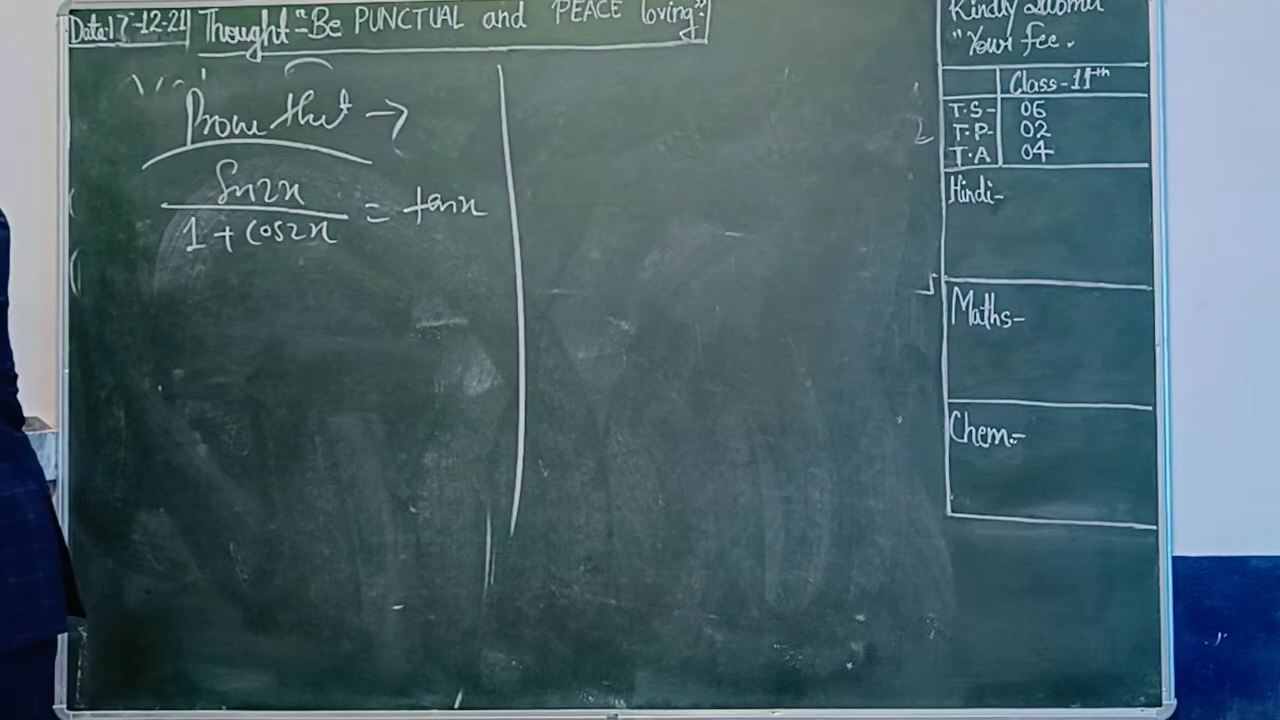 Date:17-12-21
Thought-"Be PUNCTUAL and PEACE loving".
Prove that →
Sin2x
1 + cos2x
= tanx
Kindly Submit
"Your fee.
Class-11th
T.S- 06
T.P- 02
T.A 04
Hindi-
Maths-
Chem:-